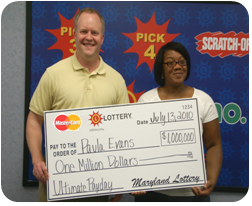 PICK 3
PICK 4
SCRATCH-OFF
no.
1234
MasterCard
LOTTERY
Date July 13, 2010
PAY TO THE
ORDER OF Paula Evans
$1,000,000
One Million Dollars
Ultimate Payday
Maryland Lottery